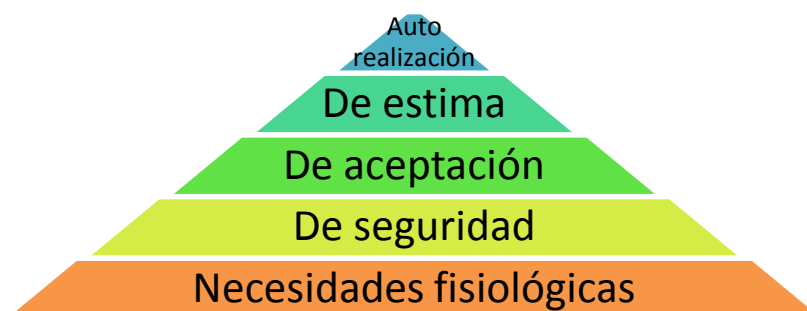 Auto
realización
De estima
De aceptación
De seguridad
Necesidades fisiológicas